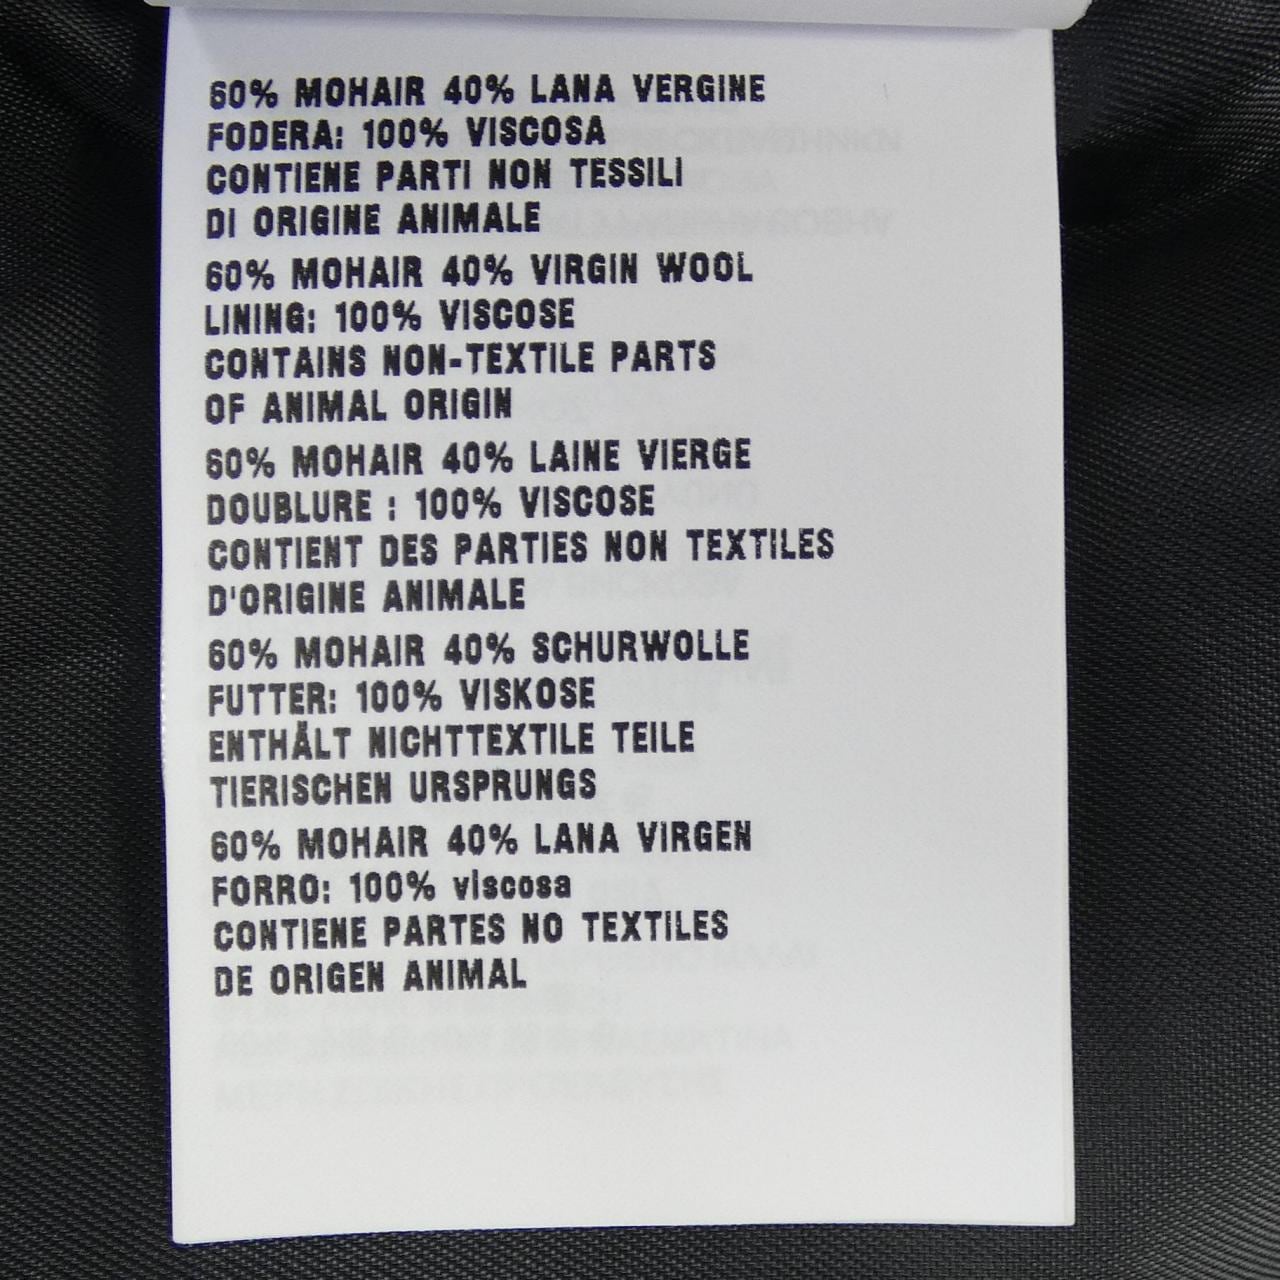 60% MOHAIR 40% LANA VERGINE
FODERA: 100% VISCOSA
CONTIENE PARTI NON TESSILI
DI ORIGINE ANIMALE
60% MOHAIR 40% VIRGIN WOOL
LINING: 100% VISCOSE
CONTAINS NON-TEXTILE PARTS
OF ANIMAL ORIGIN
60% MOHAIR 40% LAINE VIERGE
DOUBLURE : 100% VISCOSE
CONTIENT DES PARTIES NON TEXTILES
D'ORIGINE ANIMALE
60% MOHAIR 40% SCHURWOLLE
FUTTER: 100% VISKOSE
ENTHÄLT NICHTTEXTILE TEILE
TIERISCHEN URSPRUNGS
60% MOHAIR 40% LANA VIRGEN
FORRO: 100% viscosa
CONTIENE PARTES NO TEXTILES
DE ORIGEN ANIMAL